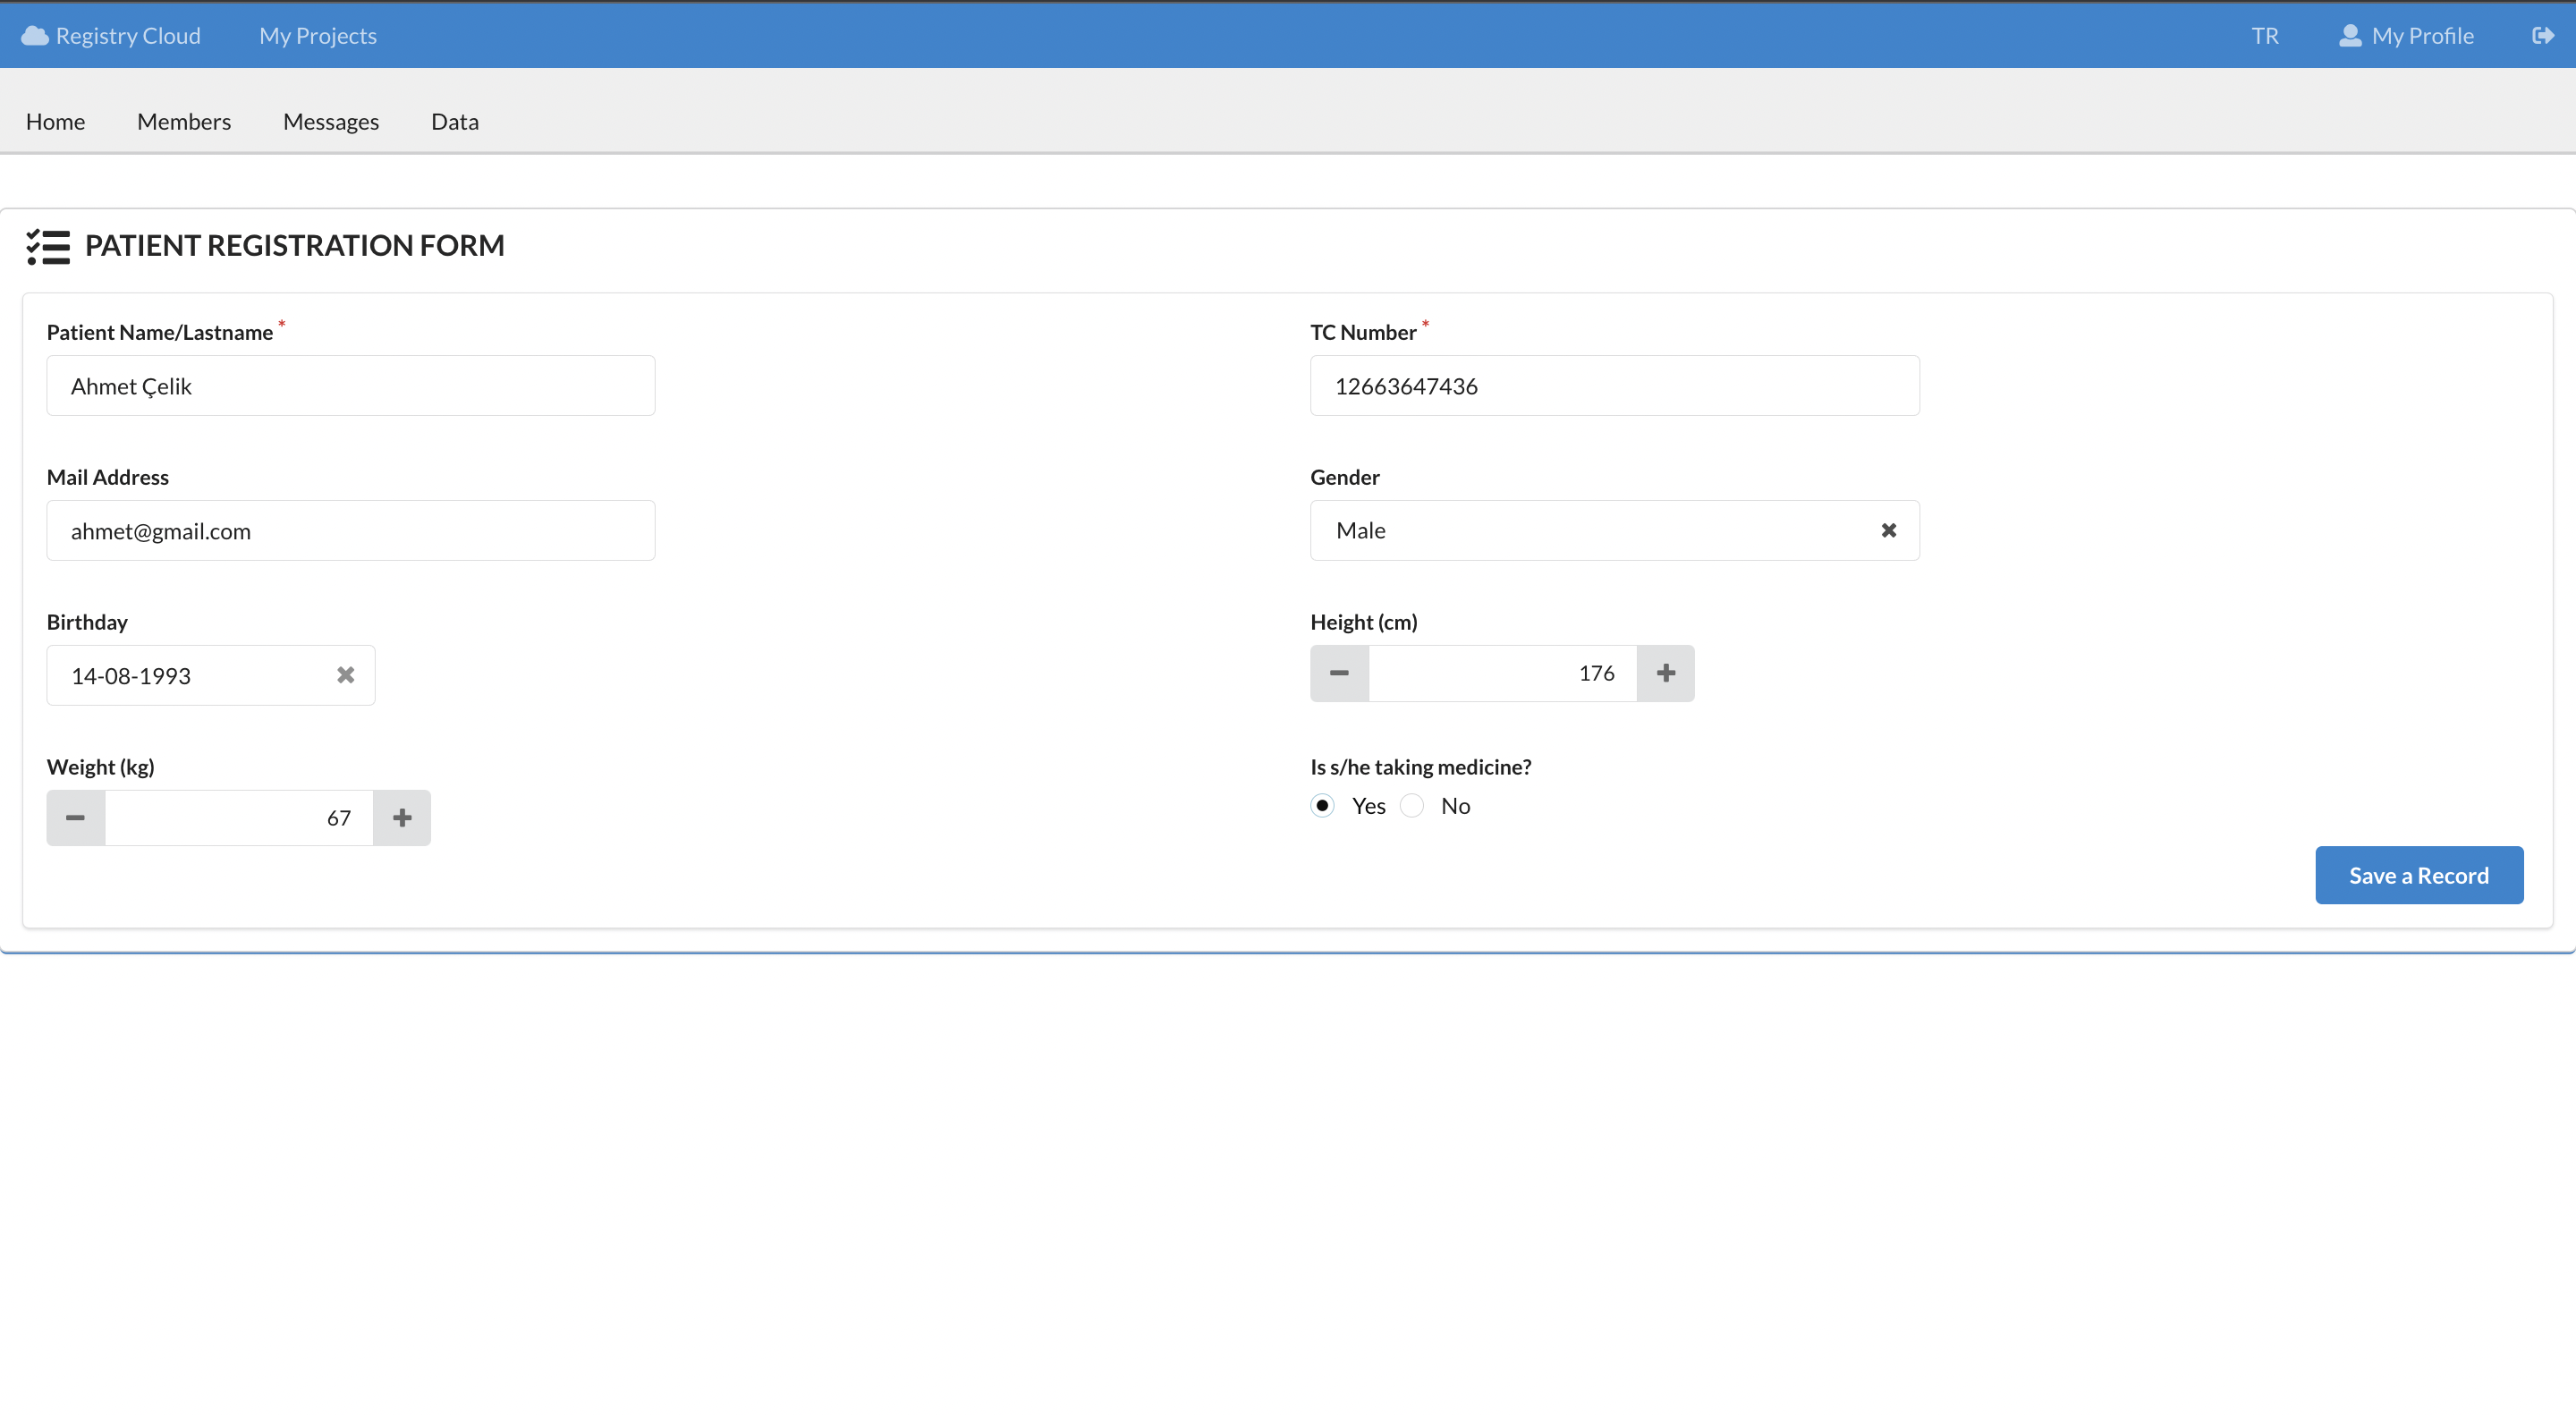 Registry Cloud My Projects TR My Profile
Home Members Messages Data
PATIENT REGISTRATION FORM
Patient Name/Lastname * TC Number *
Ahmet Çelik 12663647436
Mail Address Gender
ahmet@gmail.com Male
Birthday Height (cm)
14-08-1993 176
Weight (kg) Is s/he taking medicine?
67 Yes No
Save a Record